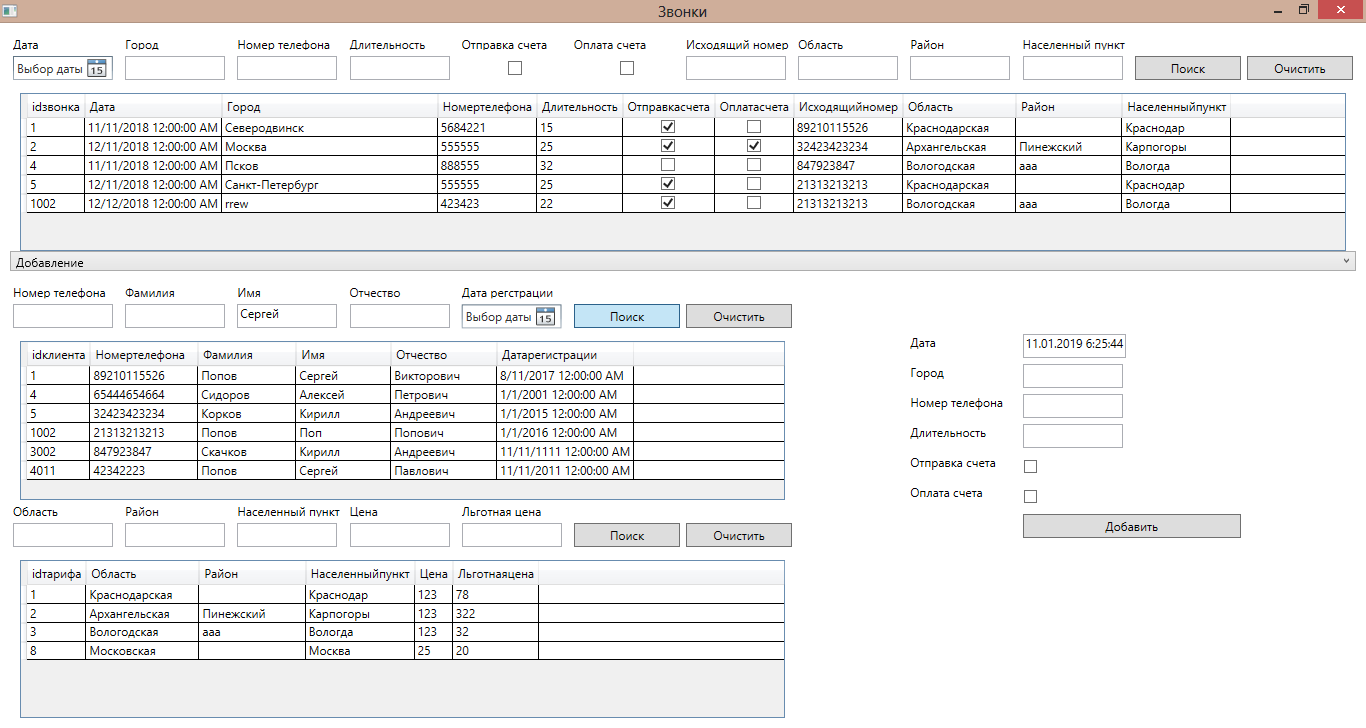 Звонки
Дата Город Номер телефона Длительность Отправка счета Оплата счета Исходящий номер Область Район Населенный пункт
Выбор даты 15 Поиск Очистить
idзвонка Дата Город Номертелефона Длительность Отправкасчета Оплатасчета Исходящийномер Область Район Населенныйпункт
1 11/11/2018 12:00:00 AM Северодвинск 5684221 15 89210115526 Краснодарская Краснодар
2 12/11/2018 12:00:00 AM Москва 555555 25 32423423234 Архангельская Пинежский Карпогоры
4 11/11/2018 12:00:00 AM Псков 888555 32 847923847 Вологодская ааа Вологда
5 12/11/2018 12:00:00 AM Санкт-Петербург 555555 25 21313213213 Краснодарская Краснодар
1002 12/12/2018 12:00:00 AM rrew 423423 22 21313213213 Вологодская ааа Вологда
Добавление
Номер телефона Фамилия Имя Отчество Дата регстрации
Сергей Выбор даты 15 Поиск Очистить
idклиента Номертелефона Фамилия Имя Отчество Датарегистрации
1 89210115526 Попов Сергей Викторович 8/11/2017 12:00:00 AM
4 65444654664 Сидоров Алексей Петрович 1/1/2001 12:00:00 AM
5 32423423234 Корков Кирилл Андреевич 1/1/2015 12:00:00 AM
1002 21313213213 Попов Поп Попович 1/1/2016 12:00:00 AM
3002 847923847 Скачков Кирилл Андреевич 11/11/1111 12:00:00 AM
4011 42342223 Попов Сергей Павлович 11/11/2011 12:00:00 AM
Область Район Населенный пункт Цена Льготная цена
Поиск Очистить
idтарифа Область Район Населенныйпункт Цена Льготнаяцена
1 Краснодарская Краснодар 123 78
2 Архангельская Пинежский Карпогоры 123 322
3 Вологодская ааа Вологда 123 32
8 Московская Москва 25 20
Дата 11.01.2019 6:25:44
Город
Номер телефона
Длительность
Отправка счета
Оплата счета
Добавить